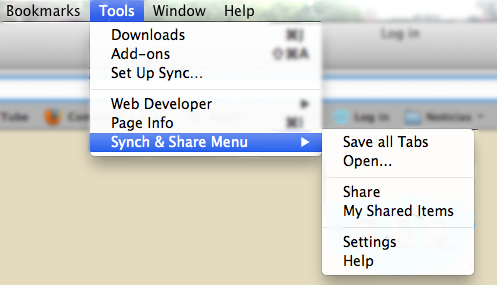 Bookmarks Tools Window Help
Log in
Downloads ⌘J
Add-ons ⇧⌘A
Set Up Sync...
Web Developer
Page Info ⌘I
Synch & Share Menu
Tube
Log in Noticias
Save all Tabs
Open...
Share
My Shared Items
Settings
Help